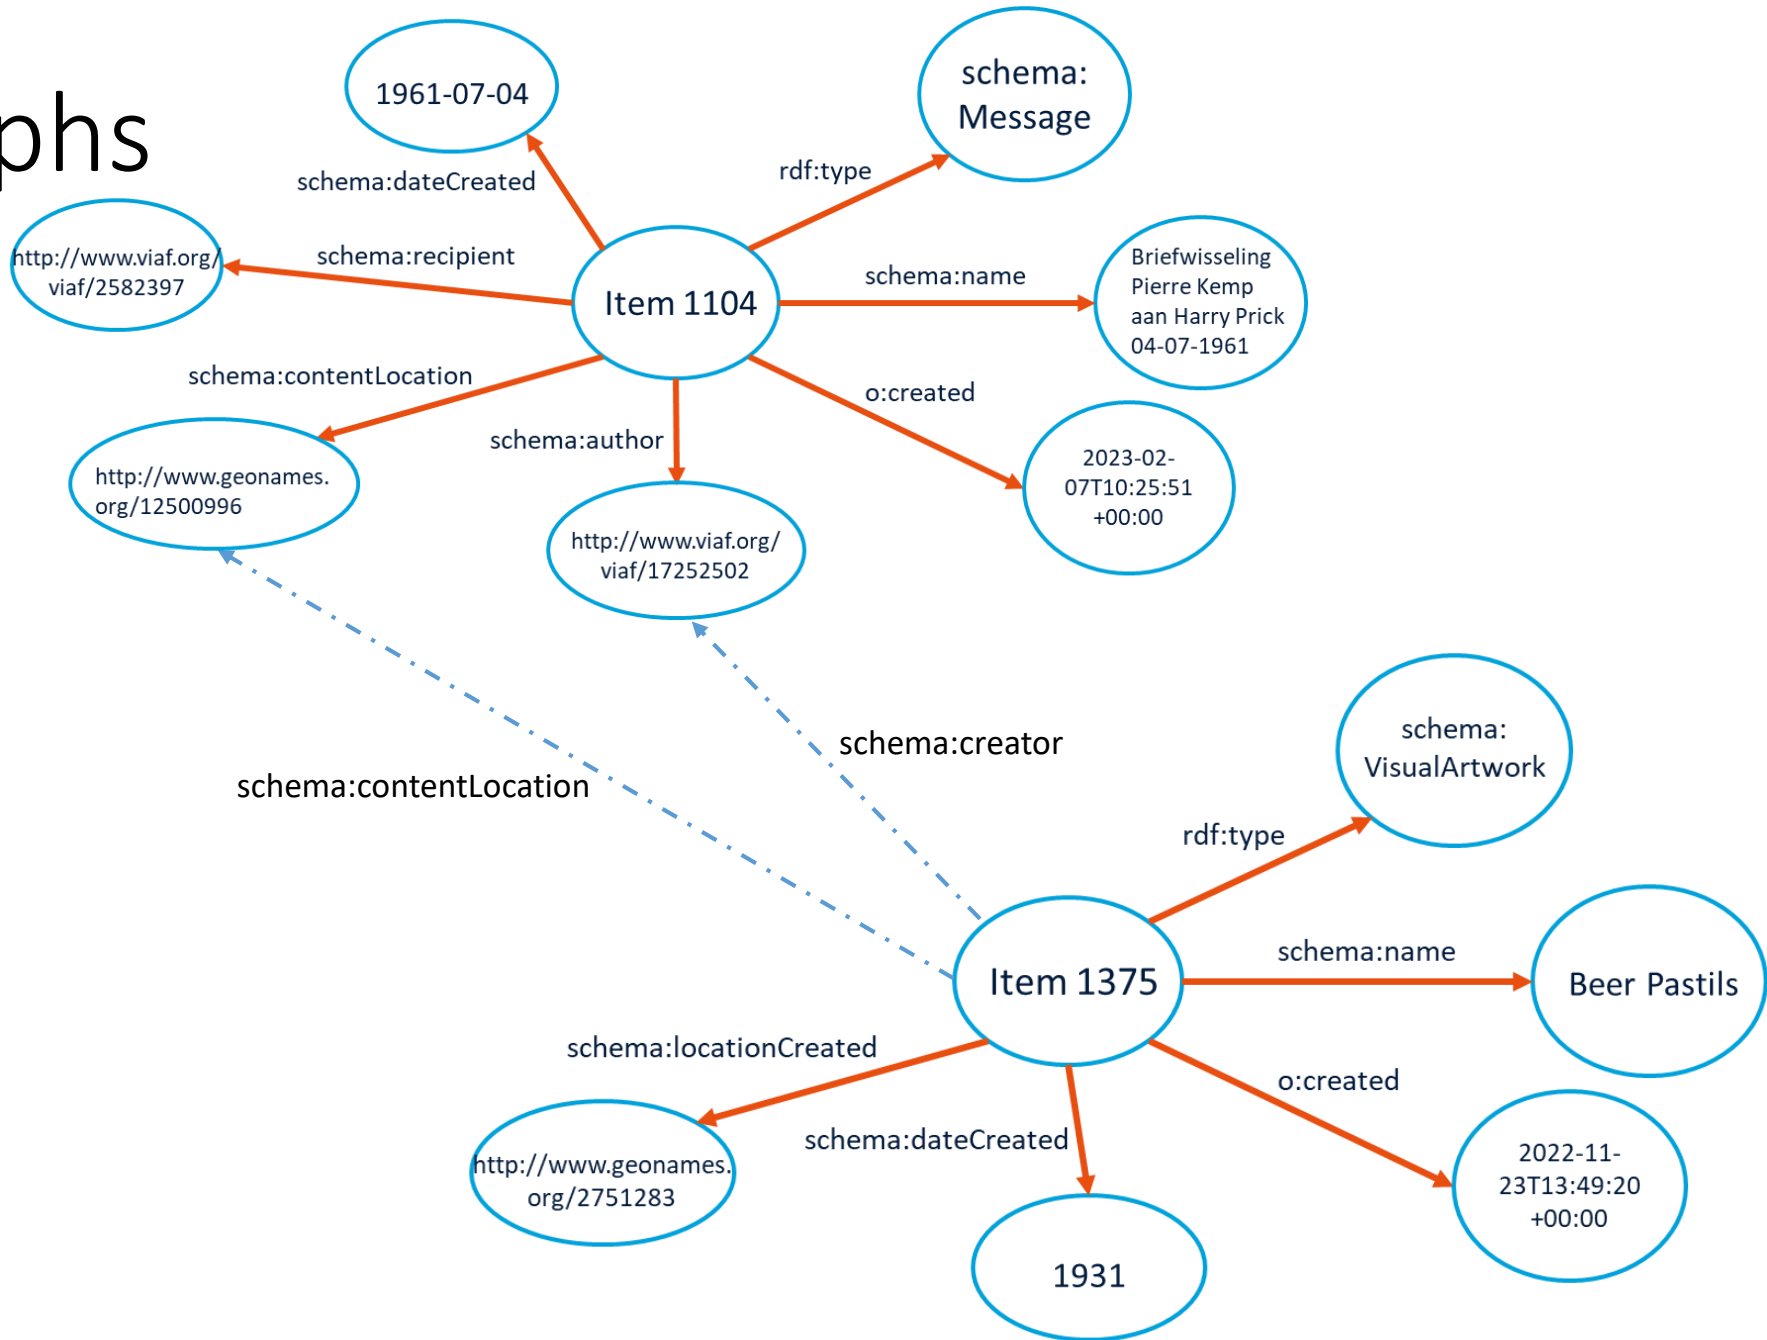 phs
1961-07-04
schema:
Message
schema:dateCreated
rdf:type
http://www.viaf.org/
viaf/2582397
schema:recipient
Item 1104
schema:name
Briefwisseling
Pierre Kemp
aan Harry Prick
04-07-1961
schema:contentLocation
o:created
schema:author
http://www.geonames.
org/12500996
2023-02-
07T10:25:51
+00:00
http://www.viaf.org/
viaf/17252502
schema:creator
schema:contentLocation
schema:
VisualArtwork
rdf:type
Item 1375
schema:name
Beer Pastils
schema:locationCreated
o:created
schema:dateCreated
http://www.geonames.
org/2751283
2022-11-
23T13:49:20
+00:00
1931